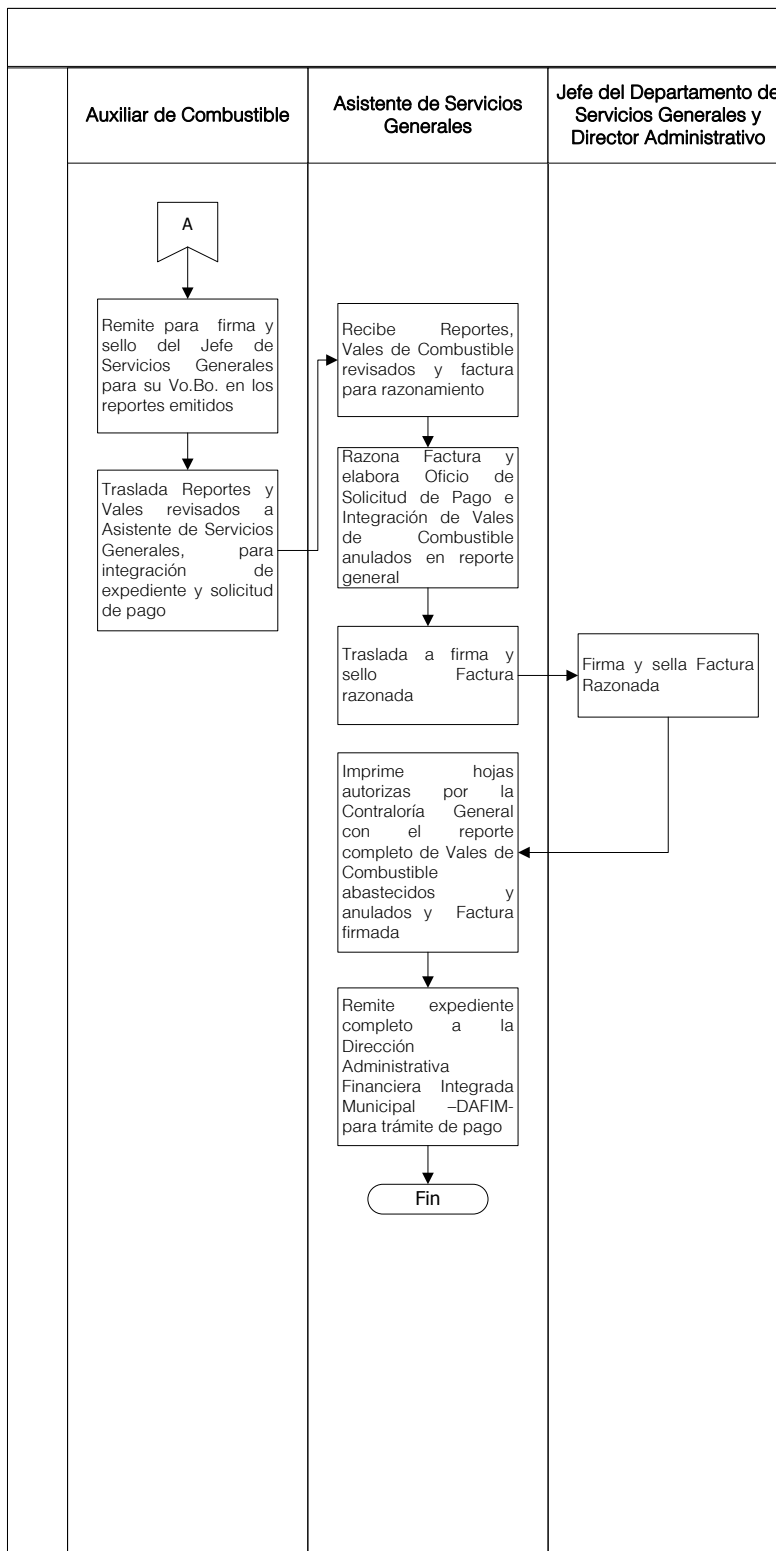 Auxiliar de Combustible
Asistente de Servicios
Generales
Jefe del Departamento de
Servicios Generales y
Director Administrativo
A
Remite para firma y
sello del Jefe de
Servicios Generales
para su Vo.Bo. en los
reportes emitidos
Traslada Reportes y
Vales revisados a
Asistente de Servicios
Generales, para
integración de
expediente y solicitud
de pago
Recibe Reportes,
Vales de Combustible
revisados y factura
para razonamiento
Razona Factura y
elabora Oficio de
Solicitud de Pago e
Integración de Vales
de Combustible
anulados en reporte
general
Traslada a firma y
sello Factura
razonada
Firma y sella Factura
Razonada
Imprime hojas
autorizas por la
Contraloría General
con el reporte
completo de Vales de
Combustible
abastecidos y
anulados y Factura
firmada
Remite expediente
completo a la
Dirección
Administrativa
Financiera Integrada
Municipal –DAFIM-
para trámite de pago
Fin